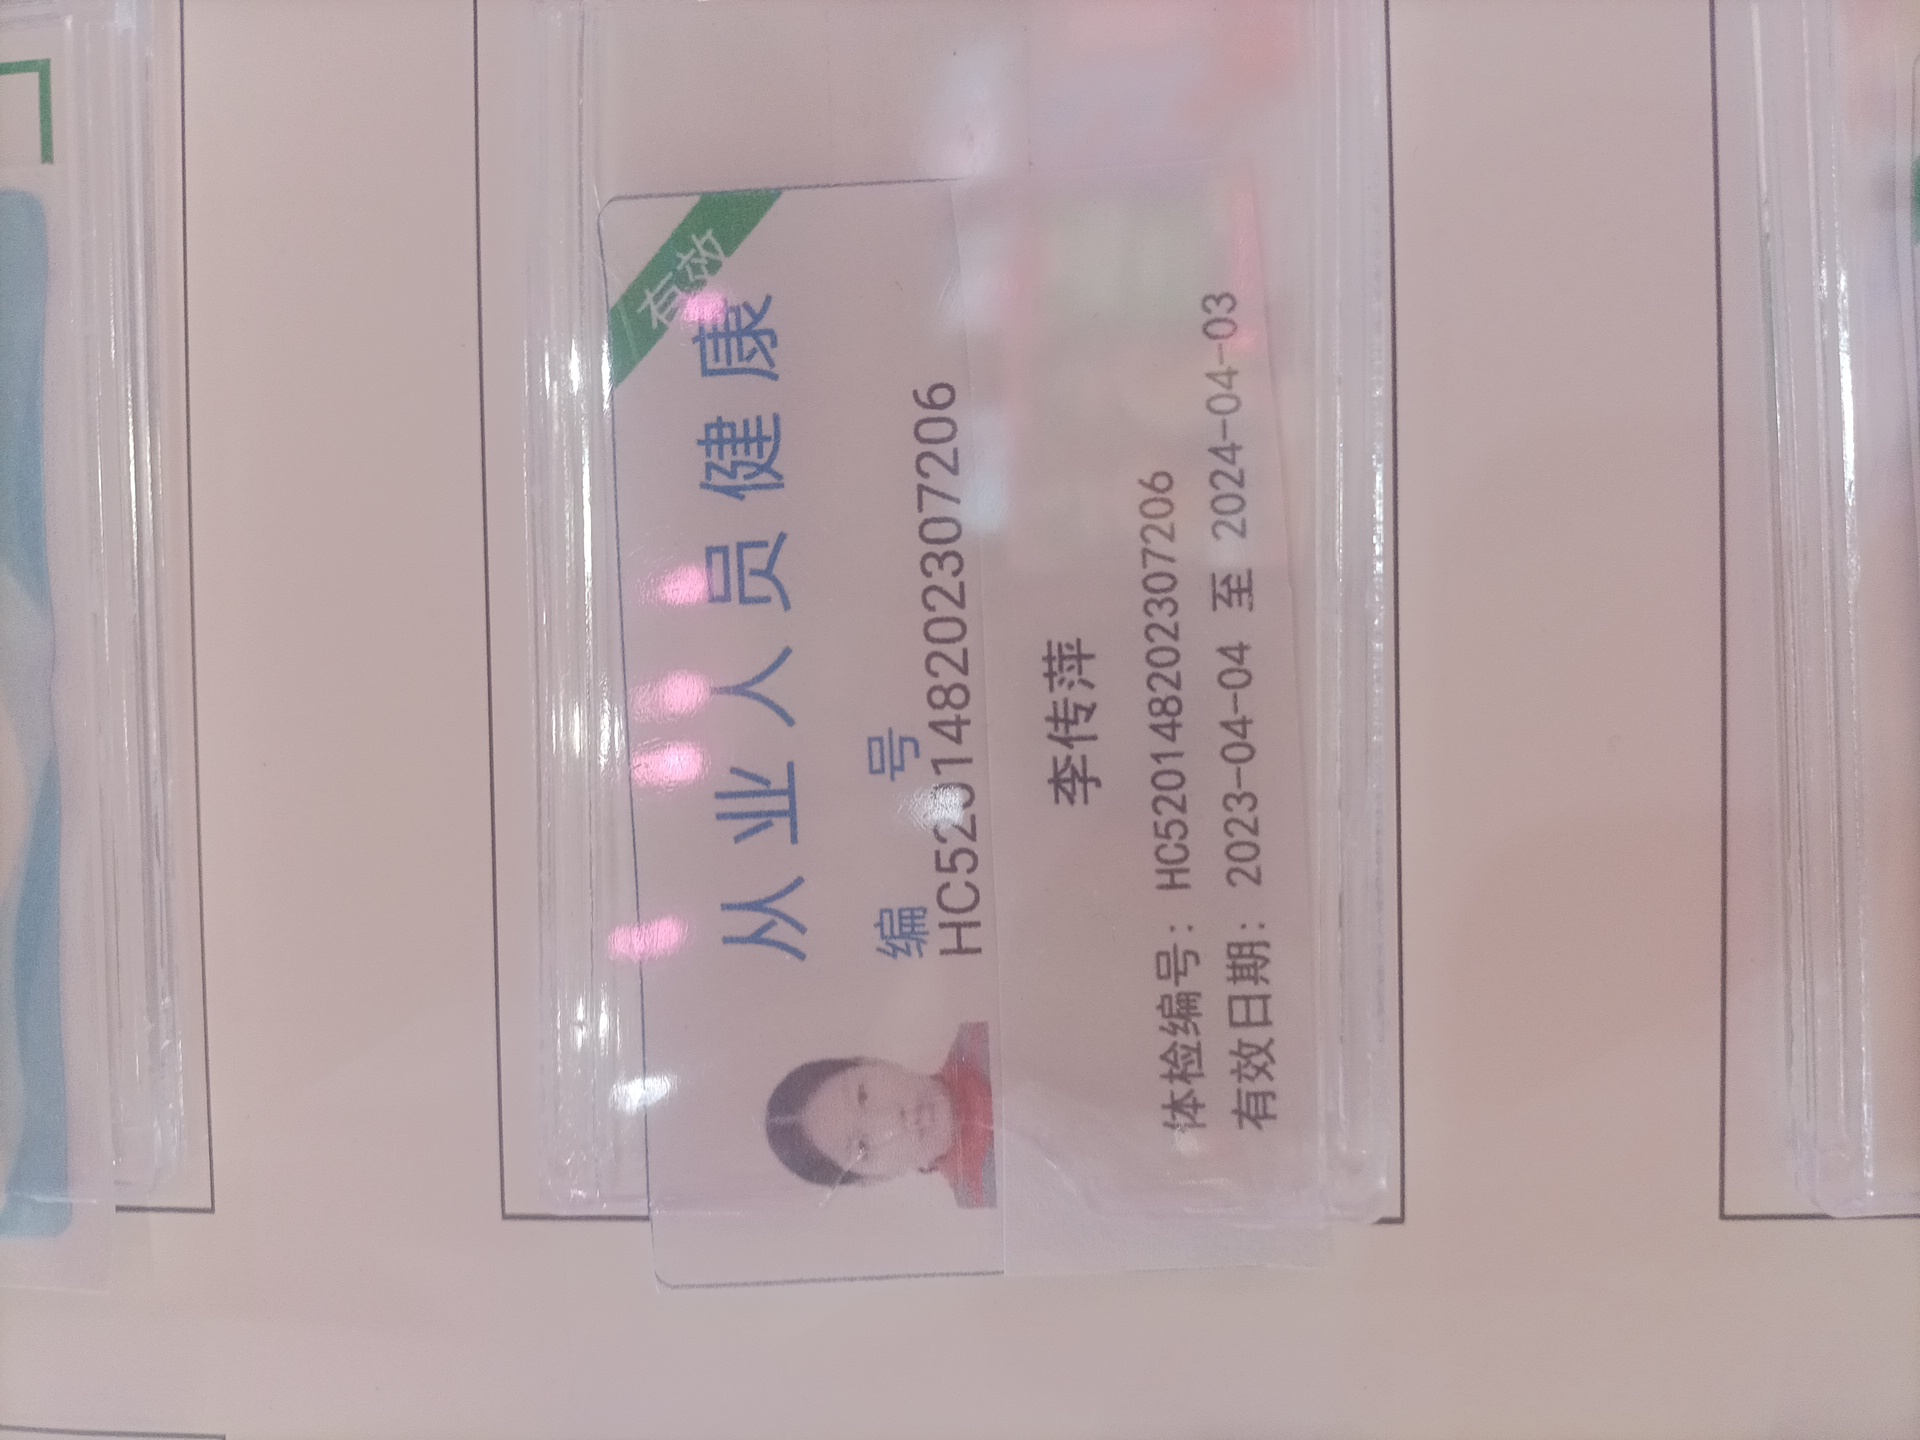 有效
从业人员健康
编 号
HC520148202307206
李传萍
体检编号: HC520148202307206
有效日期: 2023-04-04 至 2024-04-03